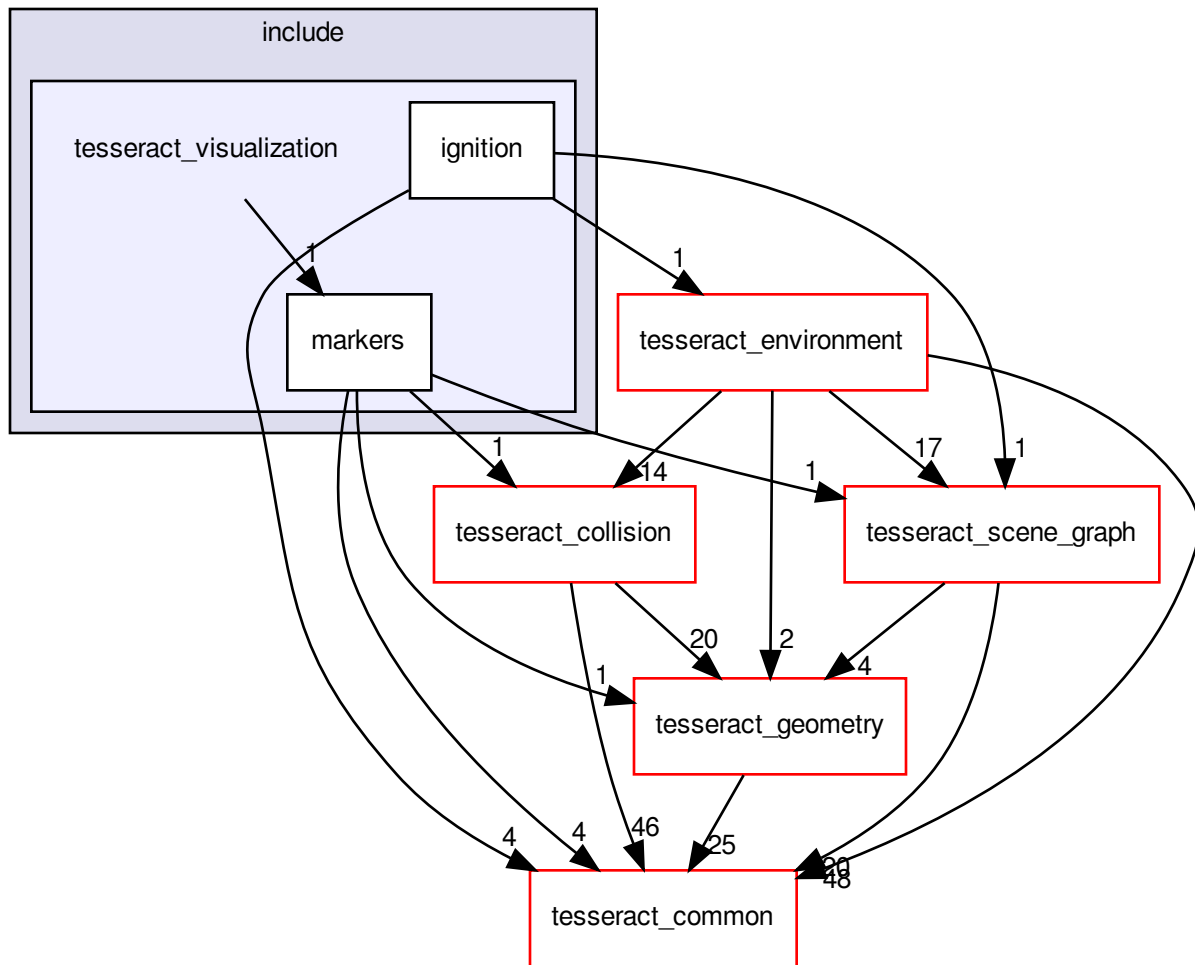 include
tesseract_visualization
ignition
1
1
markers
tesseract_environment
1
14
17
1
1
tesseract_collision
tesseract_scene_graph
20
2
4
1
tesseract_geometry
4
4
46
25
20
48
tesseract_common